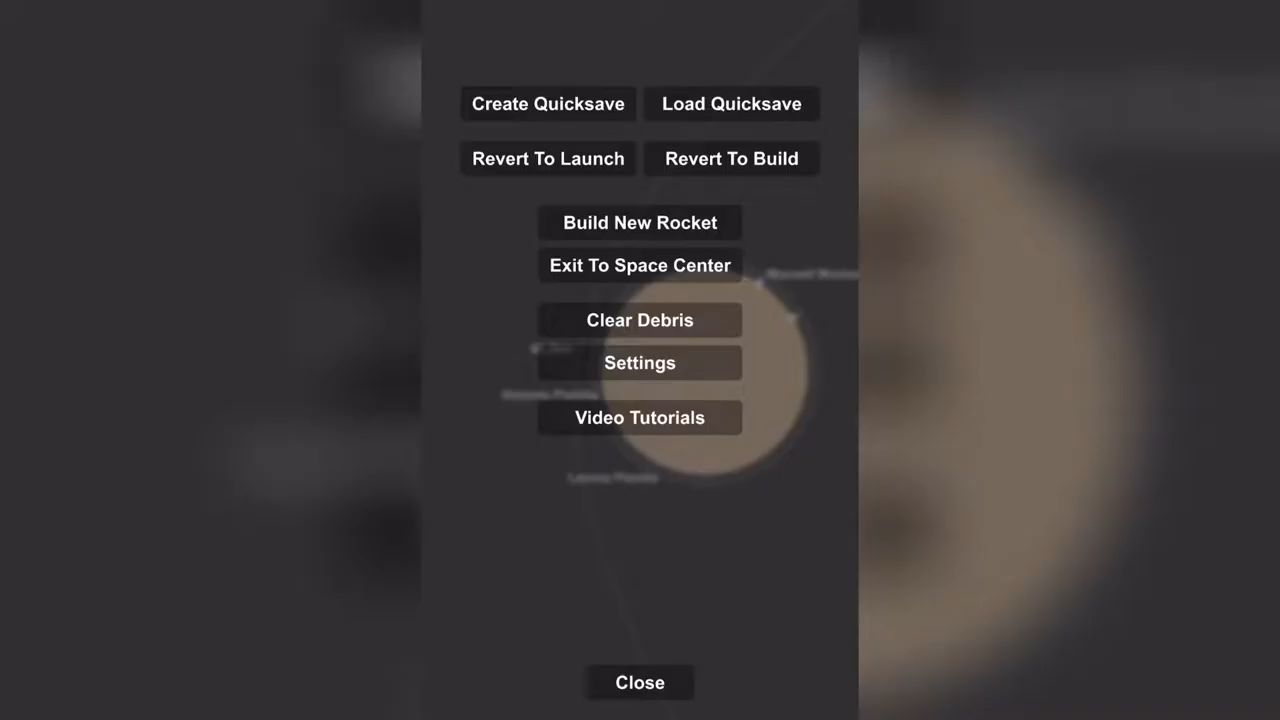 Create Quicksave Load Quicksave
Revert To Launch Revert To Build
Build New Rocket
Exit To Space Center
Clear Debris
Settings
Video Tutorials
Close